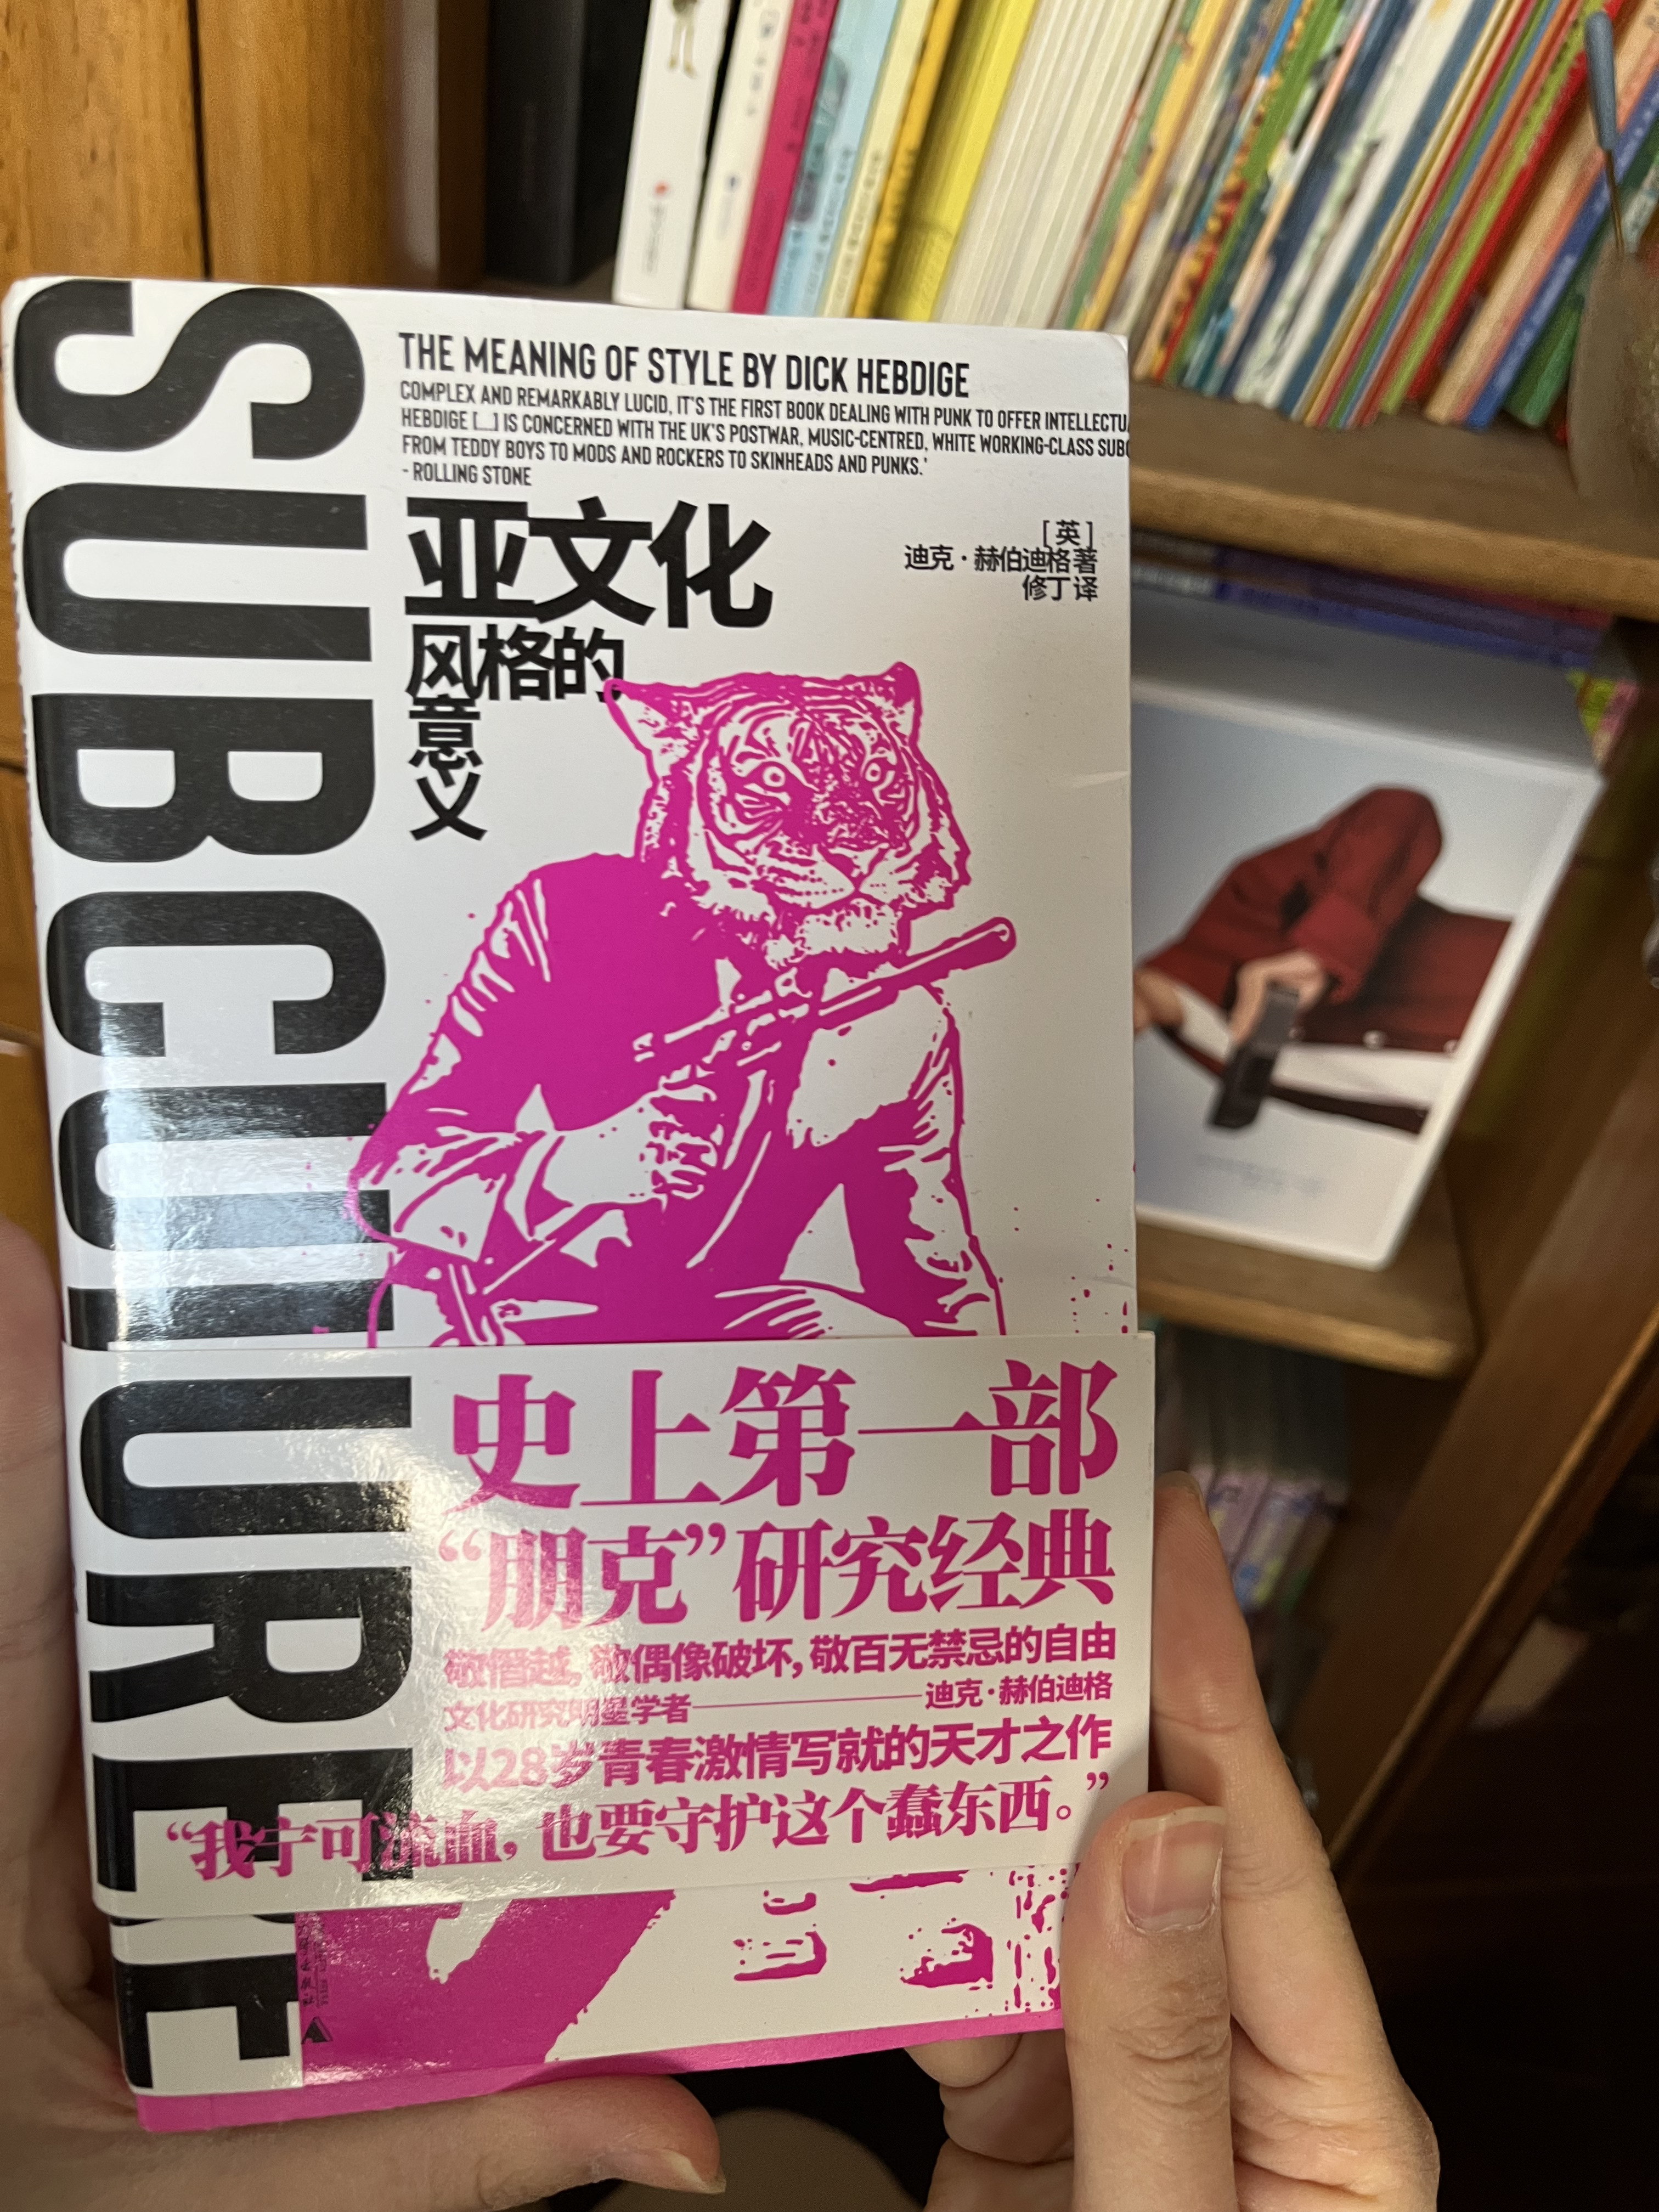 SUBCULTURE
THE MEANING OF STYLE BY DICK HEBDIGE
COMPLEX AND REMARKABLY LUCID, IT'S THE FIRST BOOK DEALING WITH PUNK TO OFFER
HEBDIGE [...] IS CONCERNED WITH THE UK'S POSTWAR, MUSIC-CENTRED, WHITE WORKING-CLASS
FROM TEDDY BOYS TO MODS AND ROCKERS TO SKINHEADS AND PUNKS.'
- ROLLING STONE
亚文化
风格的
意
义
[英]
迪克·赫伯迪格 著
修丁 译
史上第一部
“朋克”研究经典
敬僭越, 敬偶像破坏, 敬百无禁忌的自由
文化研究明星学者——迪克·赫伯迪格
以28岁青春激情写就的天才之作
“我宁可流血, 也要守护这个蠢东西。”